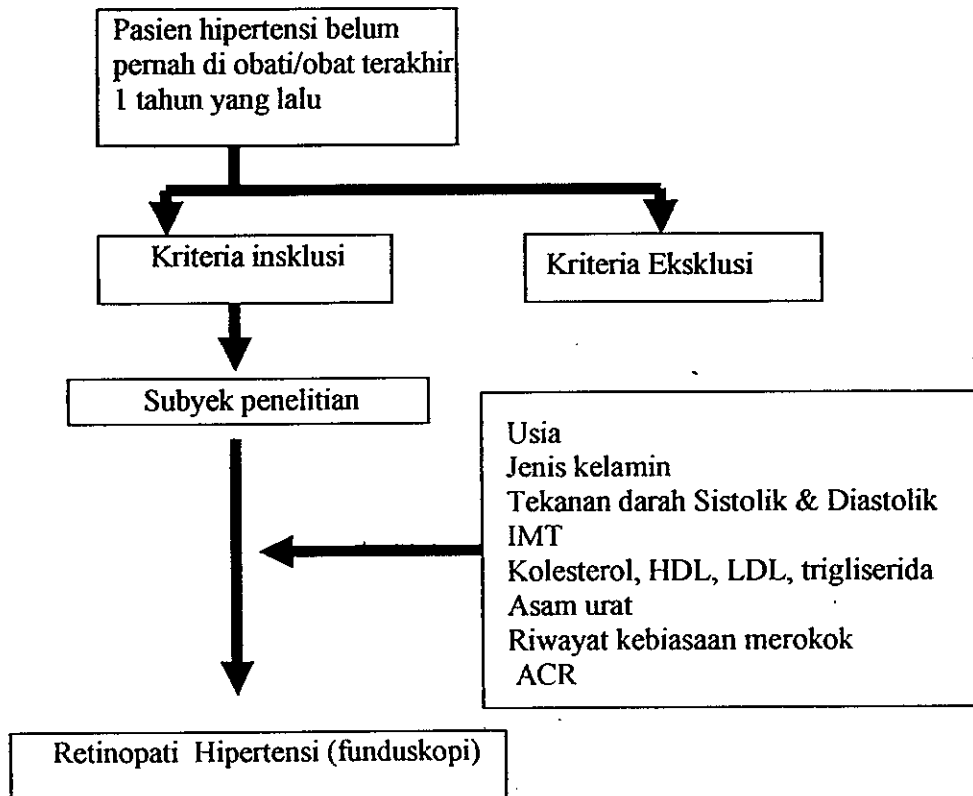 Pasien hipertensi belum
pernah di obati/obat terakhir
1 tahun yang lalu
Kriteria insklusi
Kriteria Eksklusi
Subyek penelitian
Usia
Jenis kelamin
Tekanan darah Sistolik & Diastolik
IMT
Kolesterol, HDL, LDL, trigliserida
Asam urat
Riwayat kebiasaan merokok
ACR
Retinopati Hipertensi (funduskopi)